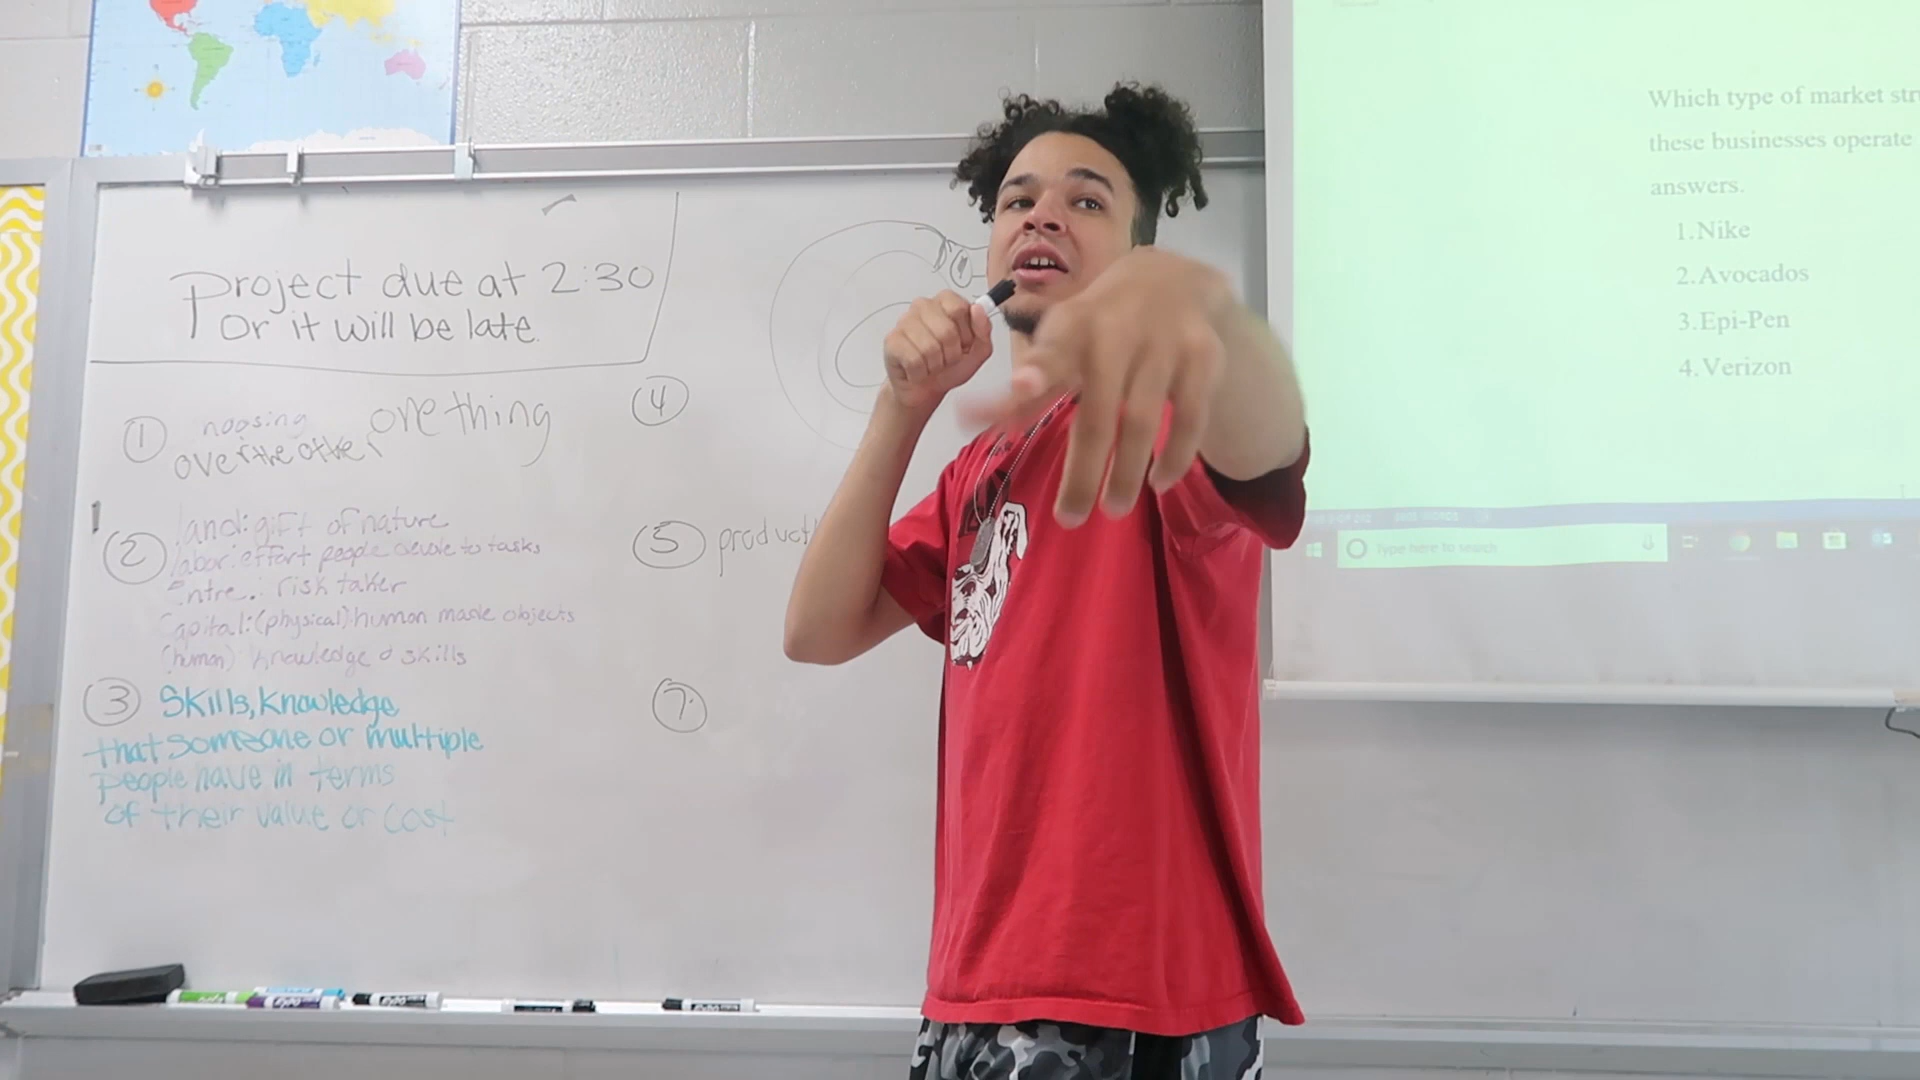 Project due at 2:30
or it will be late.
1 noosing one thing
over the other
2 land: gift of nature
labor: effort people devote to tasks
Entre.: risk taker
Capital: (physical) human made objects
(human) knowledge & skills
3 Skills, knowledge
that someone or multiple
people have in terms
of their value or cost
4
5 product
7.
Which type of market str
these businesses operate
answers.
1.Nike
2.Avocados
3.Epi-Pen
4.Verizon
Type here to search